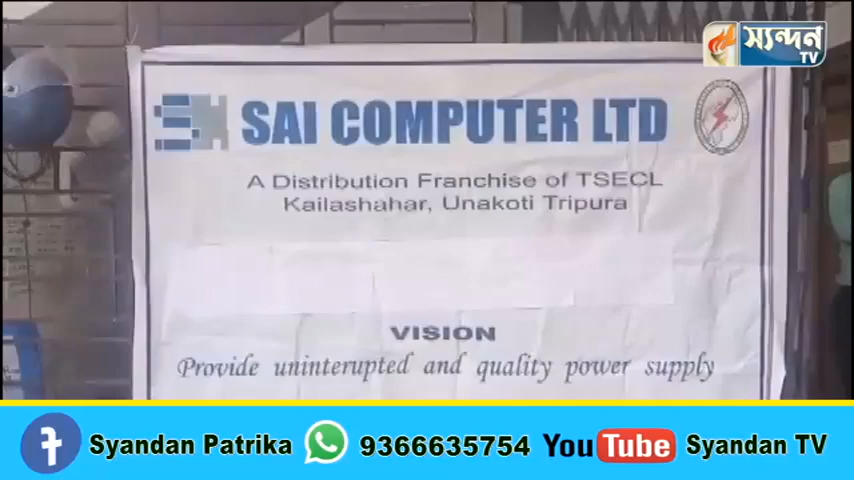 স্যন্দন
TV
SAI COMPUTER LTD
A Distribution Franchise of TSECL
Kailashahar, Unakoti Tripura
VISION
Provide uninterupted and quality power supply
Syandan Patrika 9366635754 YouTube Syandan TV